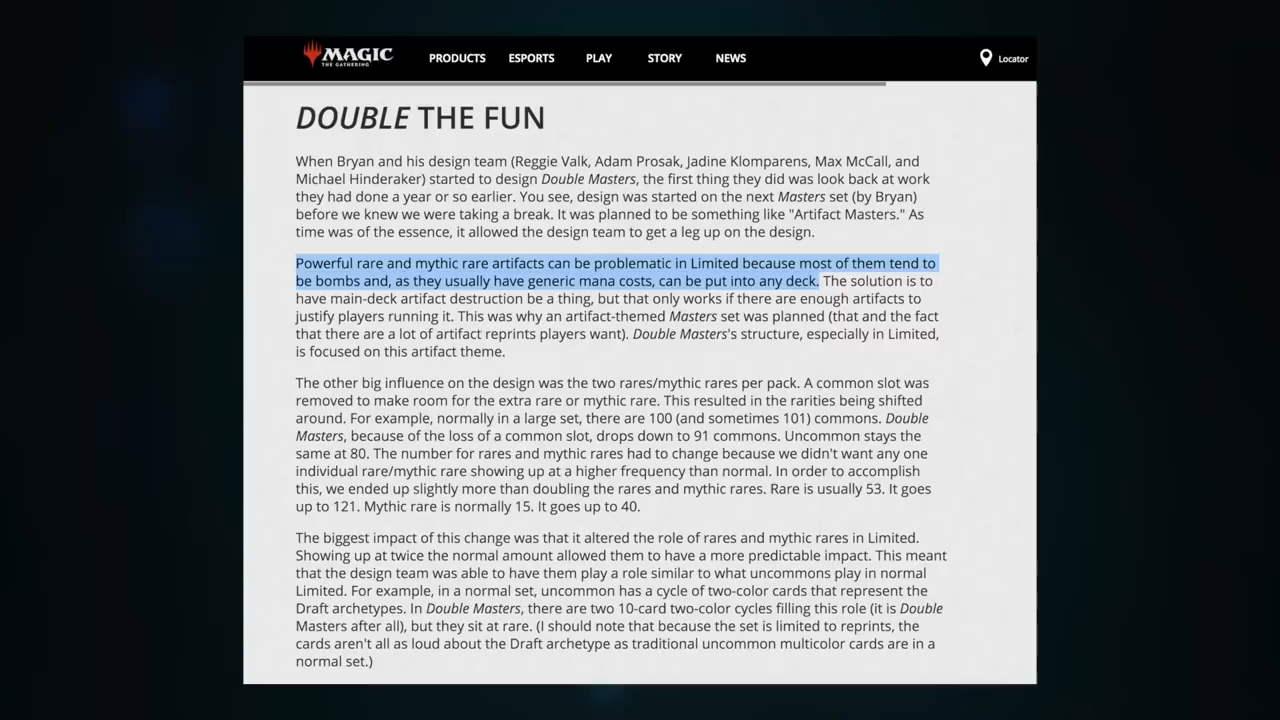 MAGIC
THE GATHERING
PRODUCTS ESPORTS PLAY STORY NEWS
Locator
DOUBLE THE FUN
When Bryan and his design team (Reggie Valk, Adam Prosak, Jadine Klomparens, Max McCall, and
Michael Hinderaker) started to design Double Masters, the first thing they did was look back at work
they had done a year or so earlier. You see, design was started on the next Masters set (by Bryan)
before we knew we were taking a break. It was planned to be something like "Artifact Masters." As
time was of the essence, it allowed the design team to get a leg up on the design.
Powerful rare and mythic rare artifacts can be problematic in Limited because most of them tend to
be bombs and, as they usually have generic mana costs, can be put into any deck. The solution is to
have main-deck artifact destruction be a thing, but that only works if there are enough artifacts to
justify players running it. This was why an artifact-themed Masters set was planned (that and the fact
that there are a lot of artifact reprints players want). Double Masters's structure, especially in Limited,
is focused on this artifact theme.
The other big influence on the design was the two rares/mythic rares per pack. A common slot was
removed to make room for the extra rare or mythic rare. This resulted in the rarities being shifted
around. For example, normally in a large set, there are 100 (and sometimes 101) commons. Double
Masters, because of the loss of a common slot, drops down to 91 commons. Uncommon stays the
same at 80. The number for rares and mythic rares had to change because we didn't want any one
individual rare/mythic rare showing up at a higher frequency than normal. In order to accomplish
this, we ended up slightly more than doubling the rares and mythic rares. Rare is usually 53. It goes
up to 121. Mythic rare is normally 15. It goes up to 40.
The biggest impact of this change was that it altered the role of rares and mythic rares in Limited.
Showing up at twice the normal amount allowed them to have a more predictable impact. This meant
that the design team was able to have them play a role similar to what uncommons play in normal
Limited. For example, in a normal set, uncommon has a cycle of two-color cards that represent the
Draft archetypes. In Double Masters, there are two 10-card two-color cycles filling this role (it is Double
Masters after all), but they sit at rare. (I should note that because the set is limited to reprints, the
cards aren't all as loud about the Draft archetype as traditional uncommon multicolor cards are in a
normal set.)